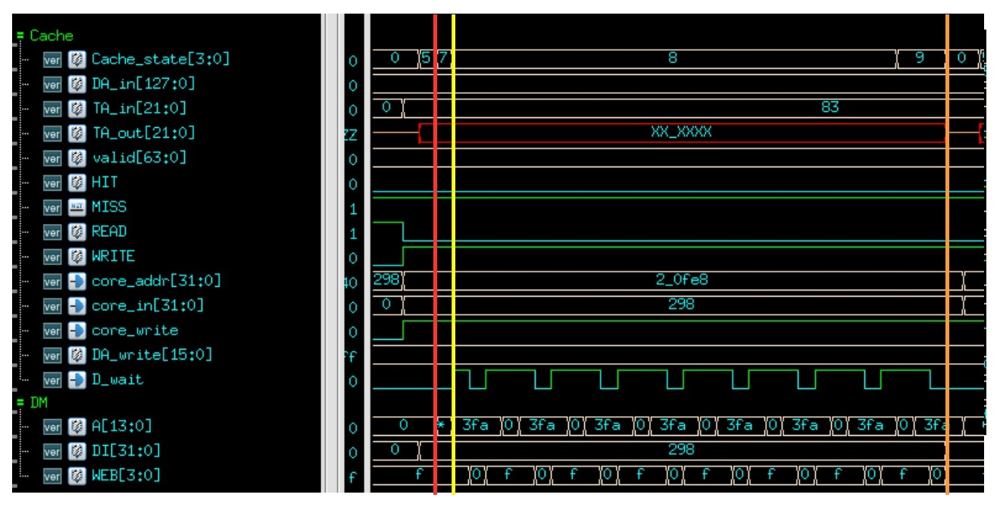 = Cache
ver Cache_state[3:0] 0 0 5 7 8 9 0
ver DA_in[127:0] 0
ver TA_in[21:0] 0 0 83
ver TA_out[21:0] ZZ XX_XXXX
ver valid[63:0] 0
ver HIT 0
ver NET MISS 1
ver READ 1
ver WRITE 0
ver core_addr[31:0] 40 298 2_0fe8
ver core_in[31:0] 0 0 298
ver core_write 0
ver DA_write[15:0] ff
ver D_wait 0
= DM
ver A[13:0] 0 0 * 3fa 0 3fa 0 3fa 0 3fa 0 3fa 0 3fa 0 3fa 0 3fa
ver DI[31:0] 0 0 298
ver WEB[3:0] f f 0 f 0 f 0 f 0 f 0 f 0 f 0